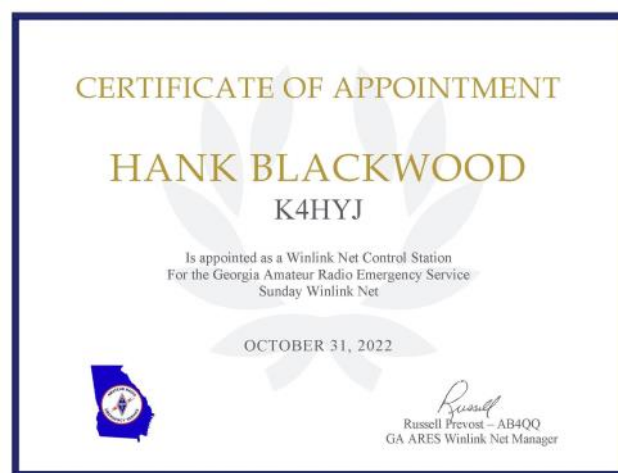 CERTIFICATE OF APPOINTMENT
HANK BLACKWOOD
K4HYJ
Is appointed as a Winlink Net Control Station
For the Georgia Amateur Radio Emergency Service
Sunday Winlink Net
OCTOBER 31, 2022
Russell
Russell Prevost – AB4QQ
GA ARES Winlink Net Manager